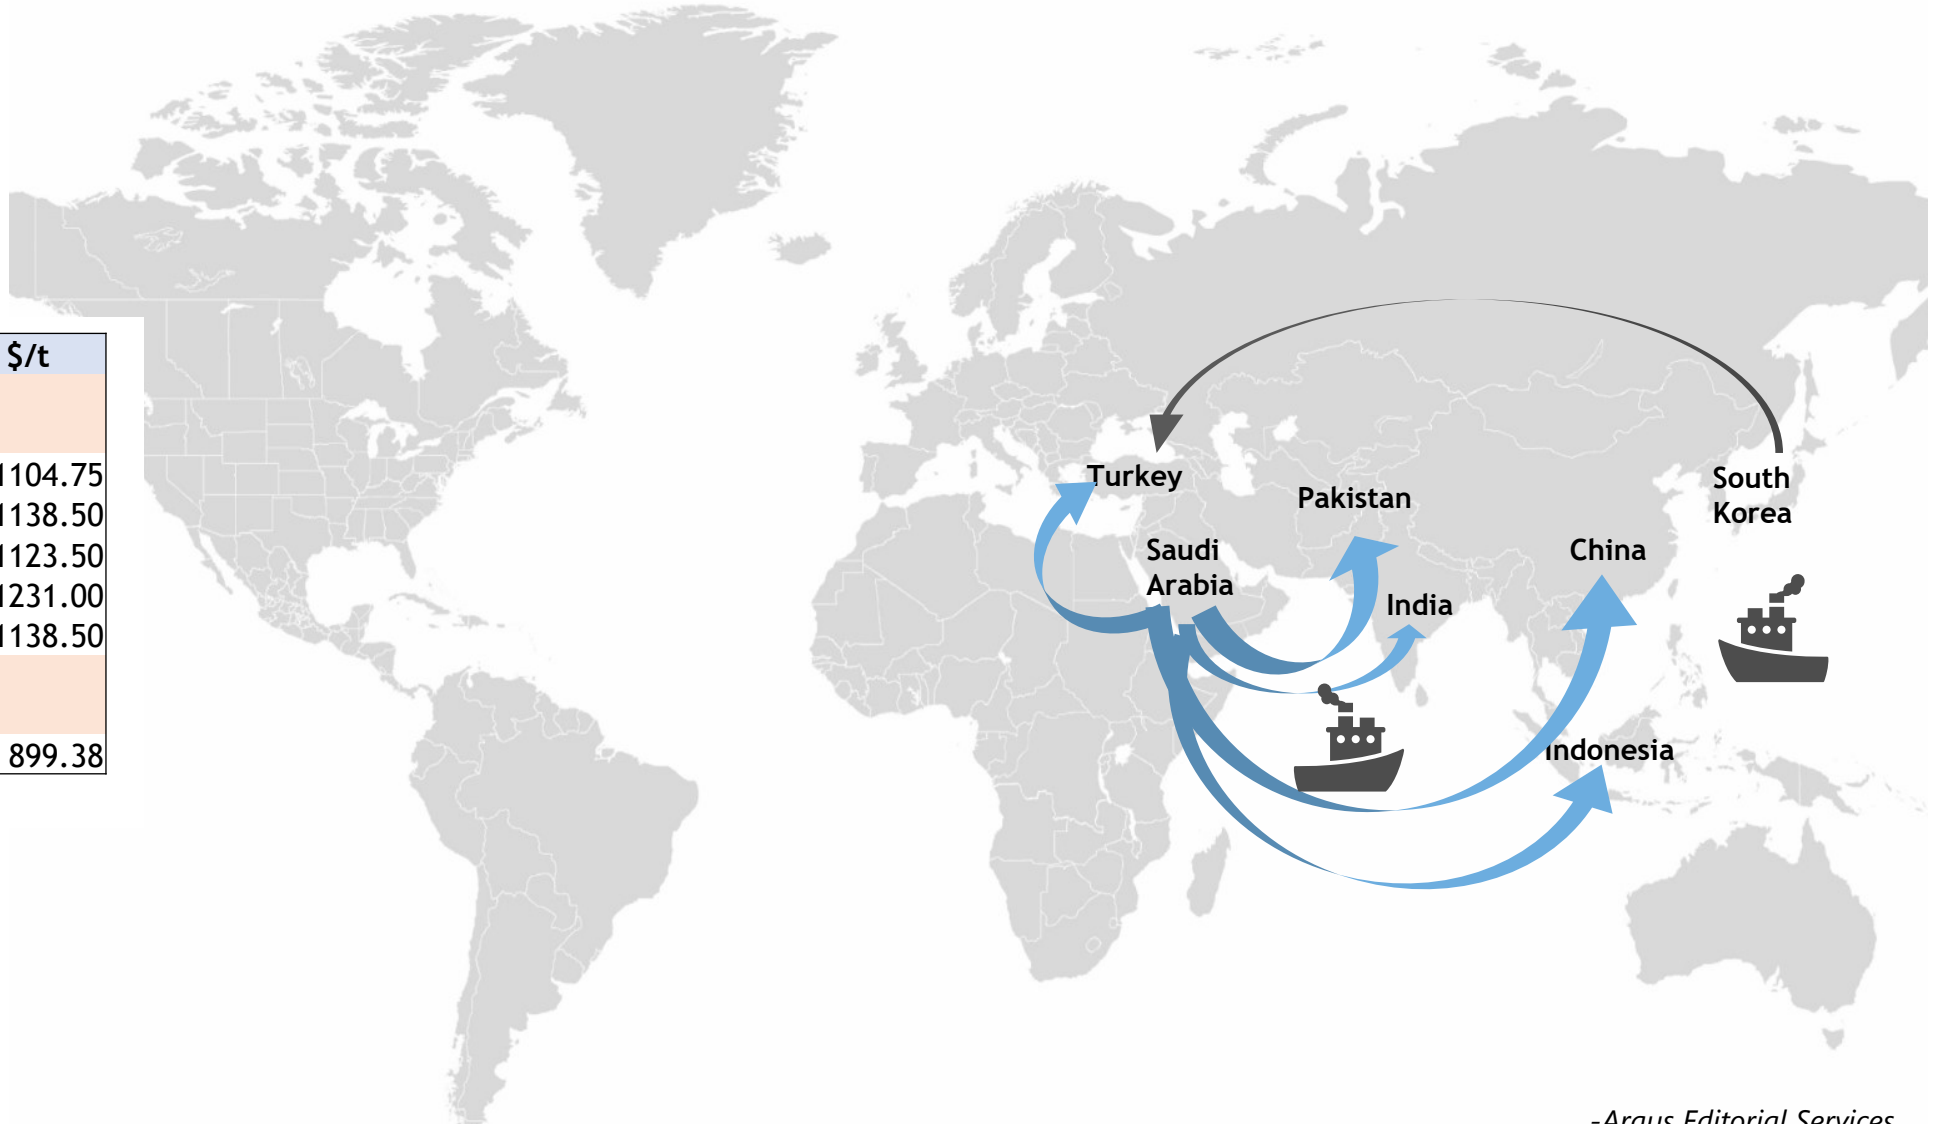 $/t
1104.75
1138.50
1123.50
1231.00
1138.50
899.38
Turkey
Pakistan
South
Korea
Saudi
Arabia
China
India
Indonesia
-Argus Editorial Services